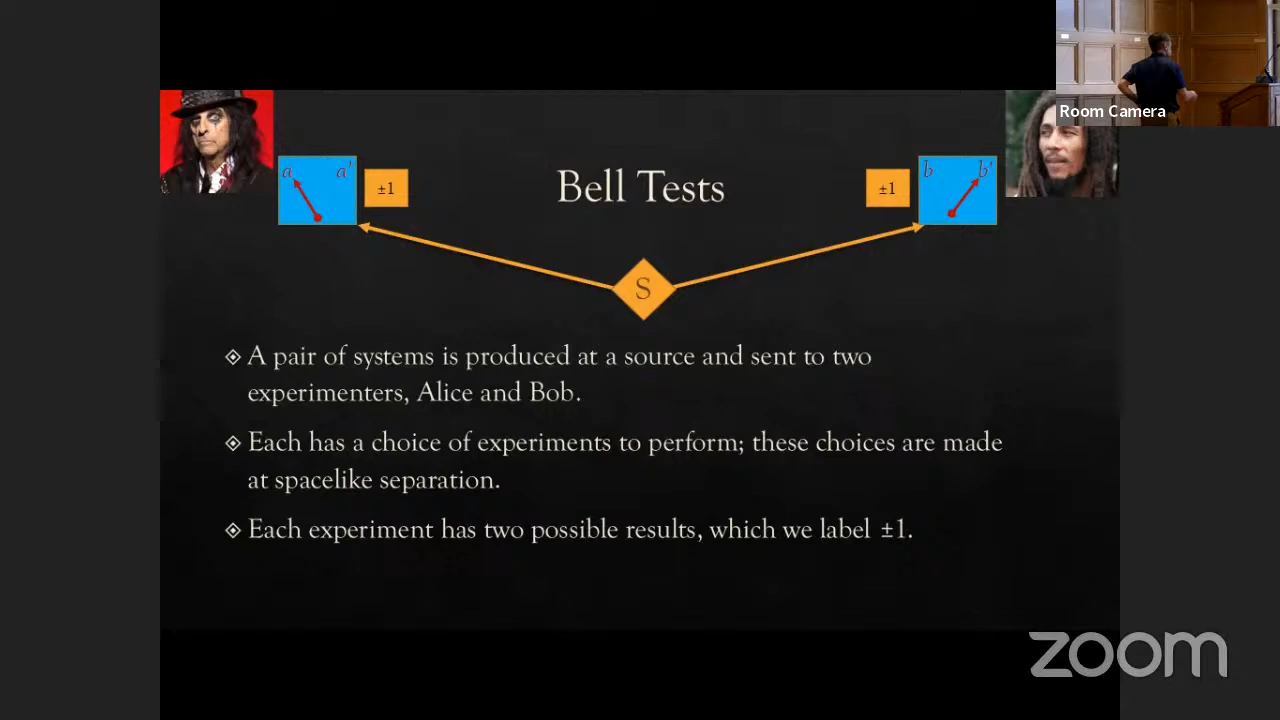 Room Camera
a a'
±1
Bell Tests
±1
b b'
S
A pair of systems is produced at a source and sent to two
experimenters, Alice and Bob.
Each has a choice of experiments to perform; these choices are made
at spacelike separation.
Each experiment has two possible results, which we label ±1.
zoom